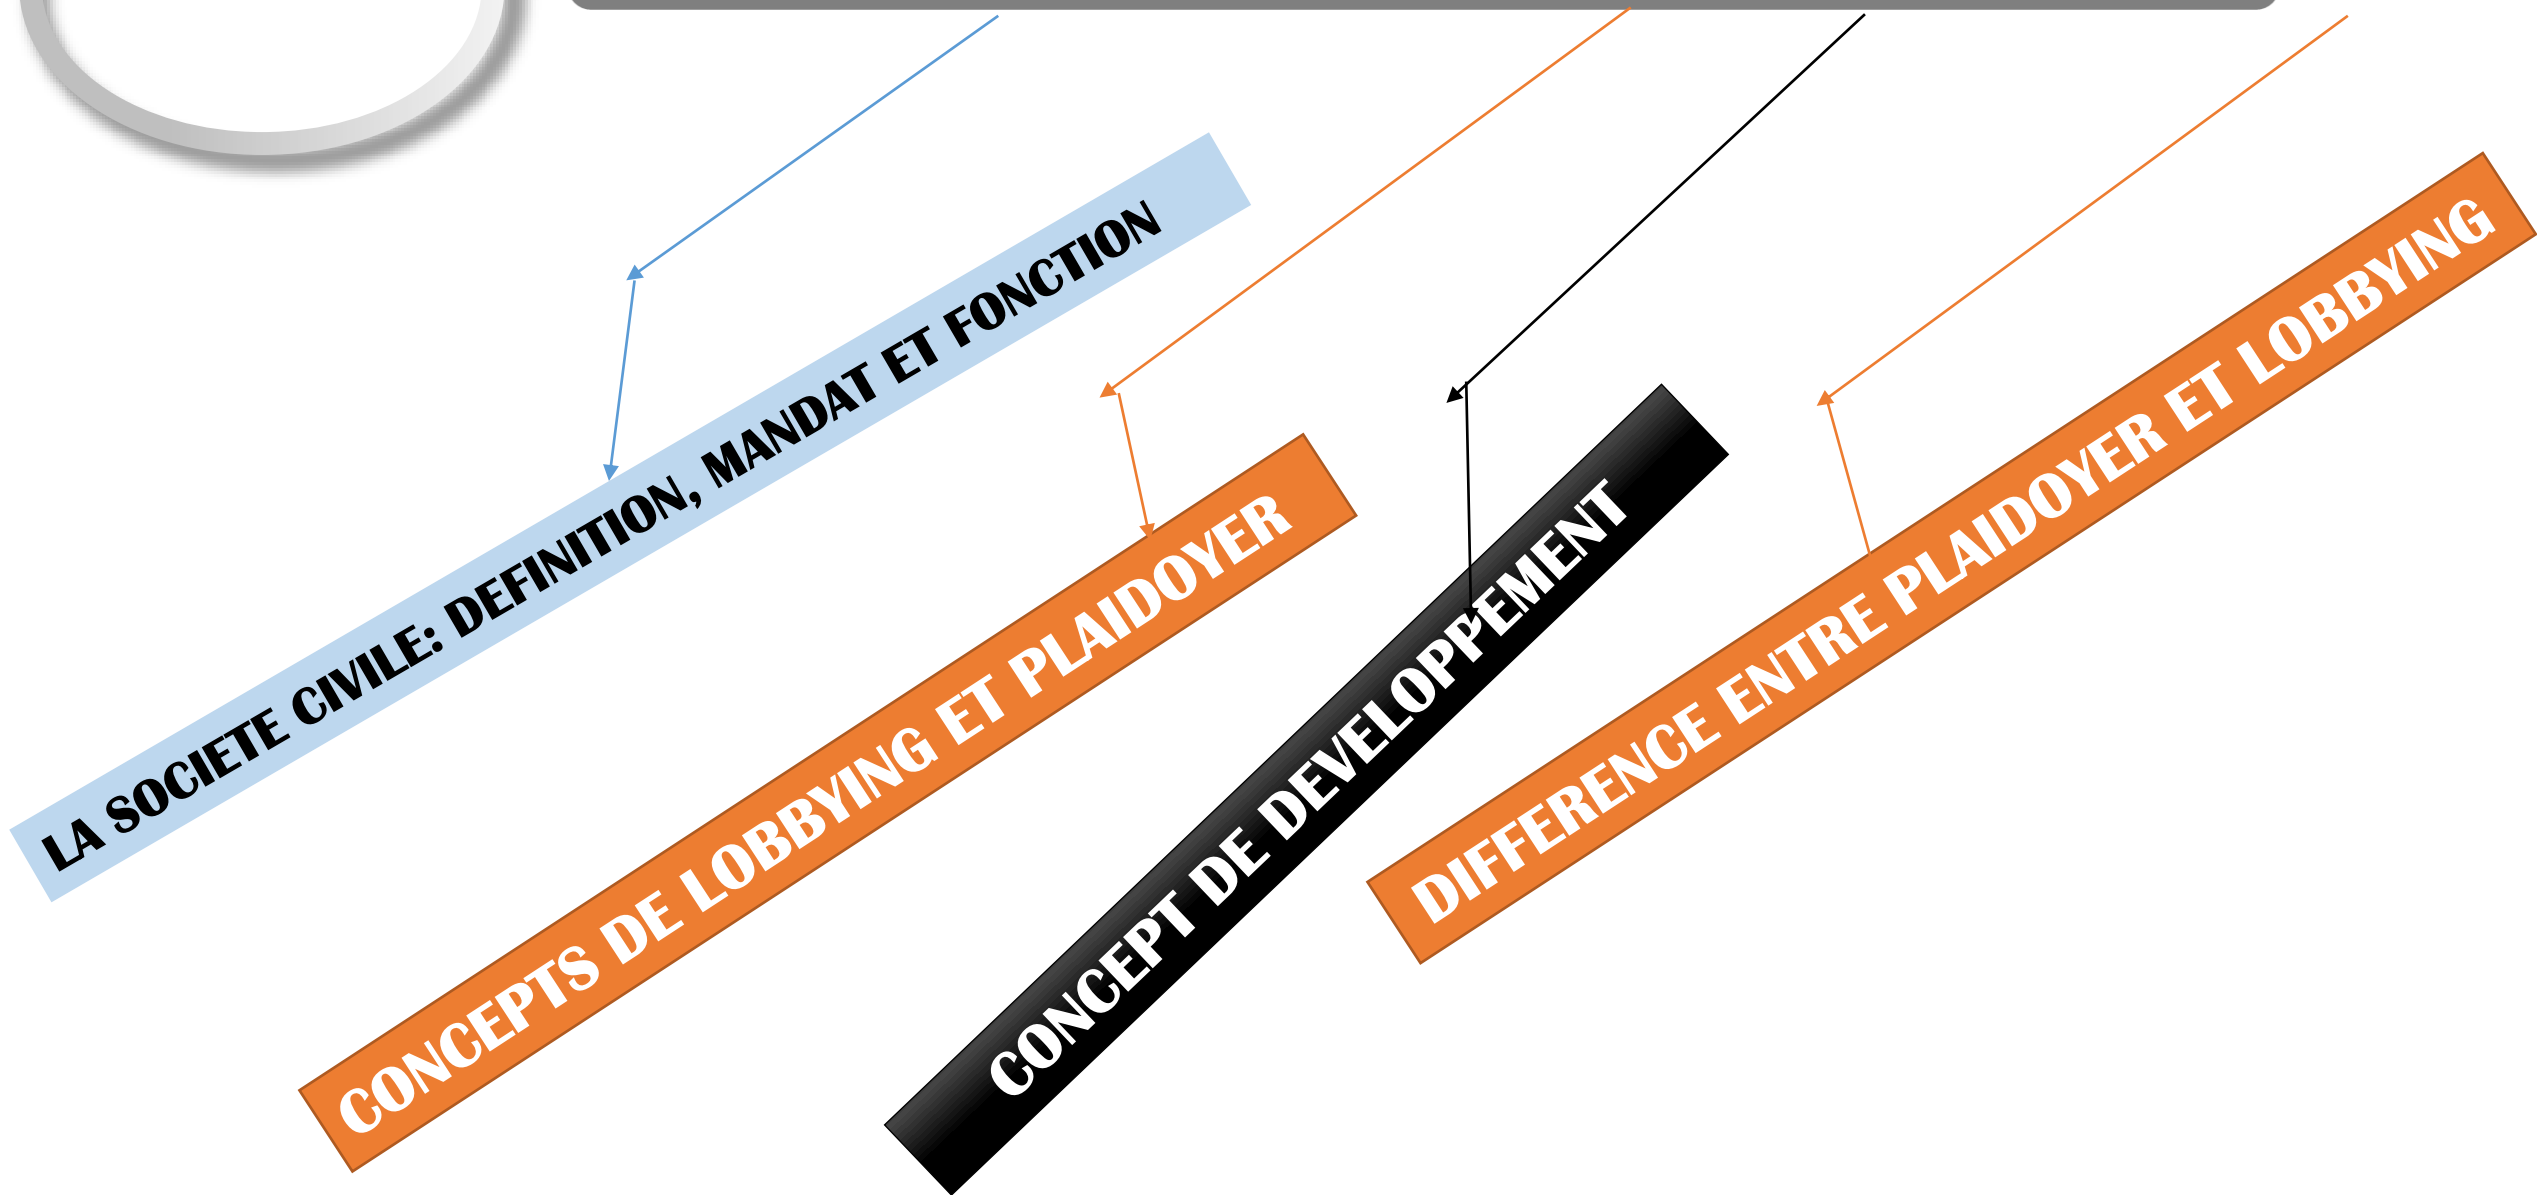 LA SOCIETE CIVILE: DEFINITION, MANDAT ET FONCTION
CONCEPTS DE LOBBYING ET PLAIDOYER
CONCEPT DE DEVELOPPEMENT
DIFFERENCE ENTRE PLAIDOYER ET LOBBYING